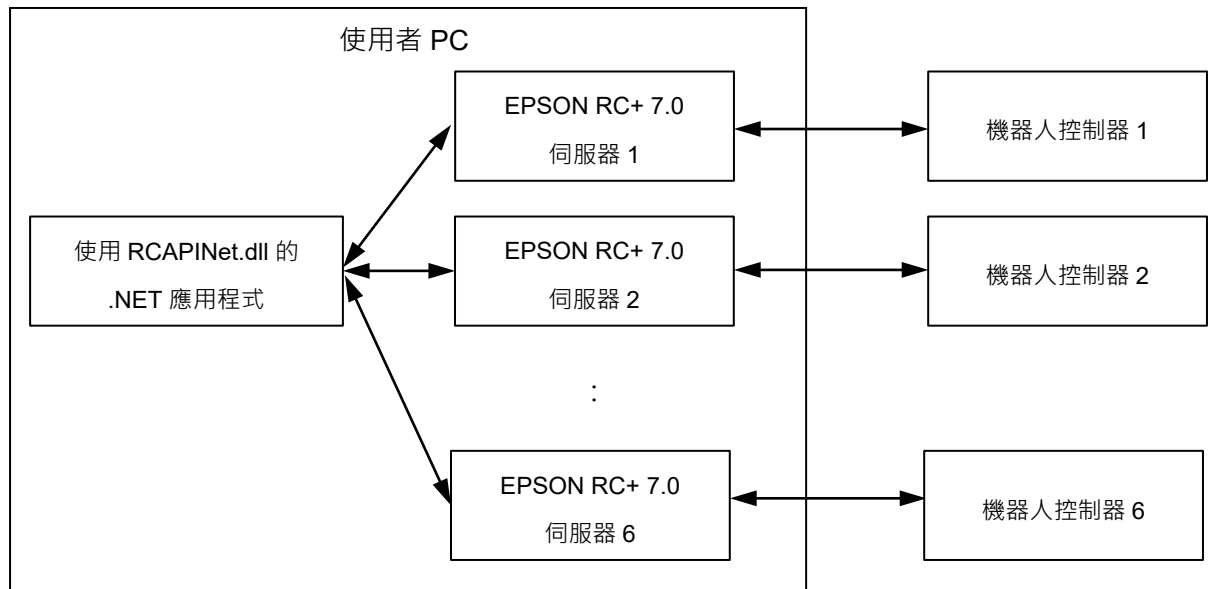 使用者 PC
EPSON RC+ 7.0
伺服器 1
機器人控制器 1
使用 RCAPINet.dll 的
.NET 應用程式
EPSON RC+ 7.0
伺服器 2
機器人控制器 2
:
EPSON RC+ 7.0
伺服器 6
機器人控制器 6